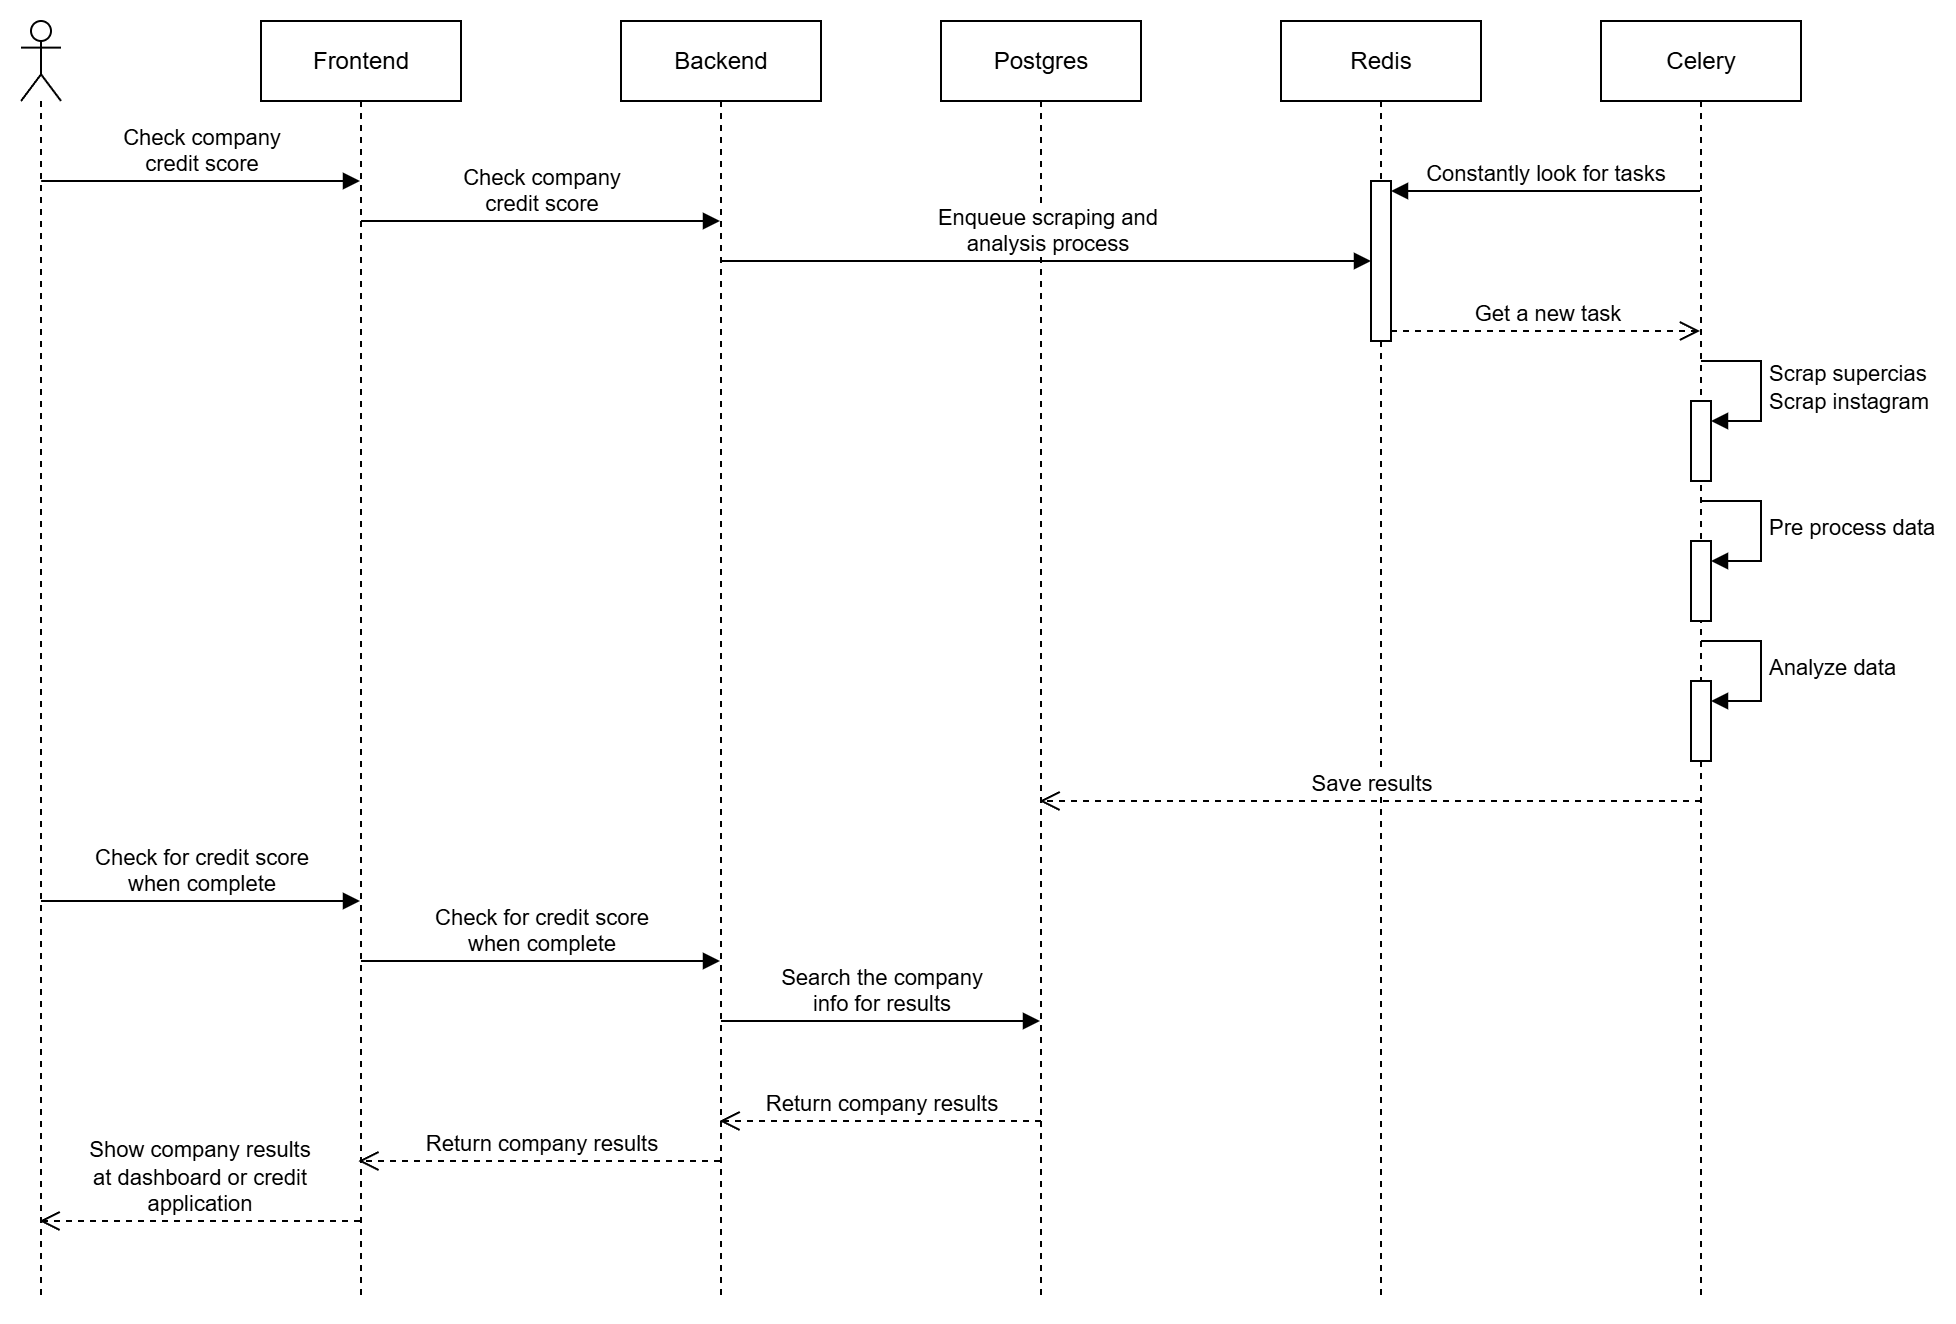 Frontend
Backend
Postgres
Redis
Celery
Check company
credit score
Constantly look for tasks
Check company
credit score
Enqueue scraping and
analysis process
Get a new task
Scrap supercias
Scrap instagram
Pre process data
Analyze data
Save results
Check for credit score
when complete
Check for credit score
when complete
Search the company
info for results
Return company results
Return company results
Show company results
at dashboard or credit
application